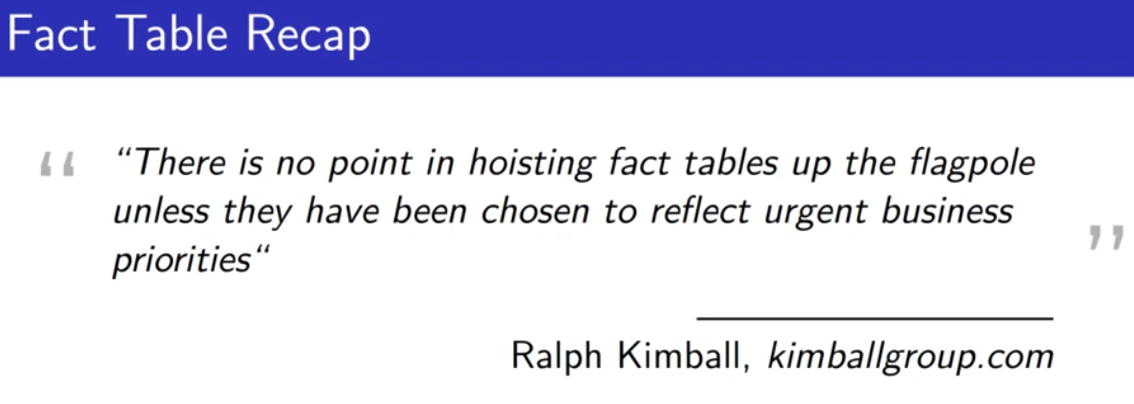 Fact Table Recap
“ “There is no point in hoisting fact tables up the flagpole
unless they have been chosen to reflect urgent business
priorities“ ”
Ralph Kimball, kimballgroup.com